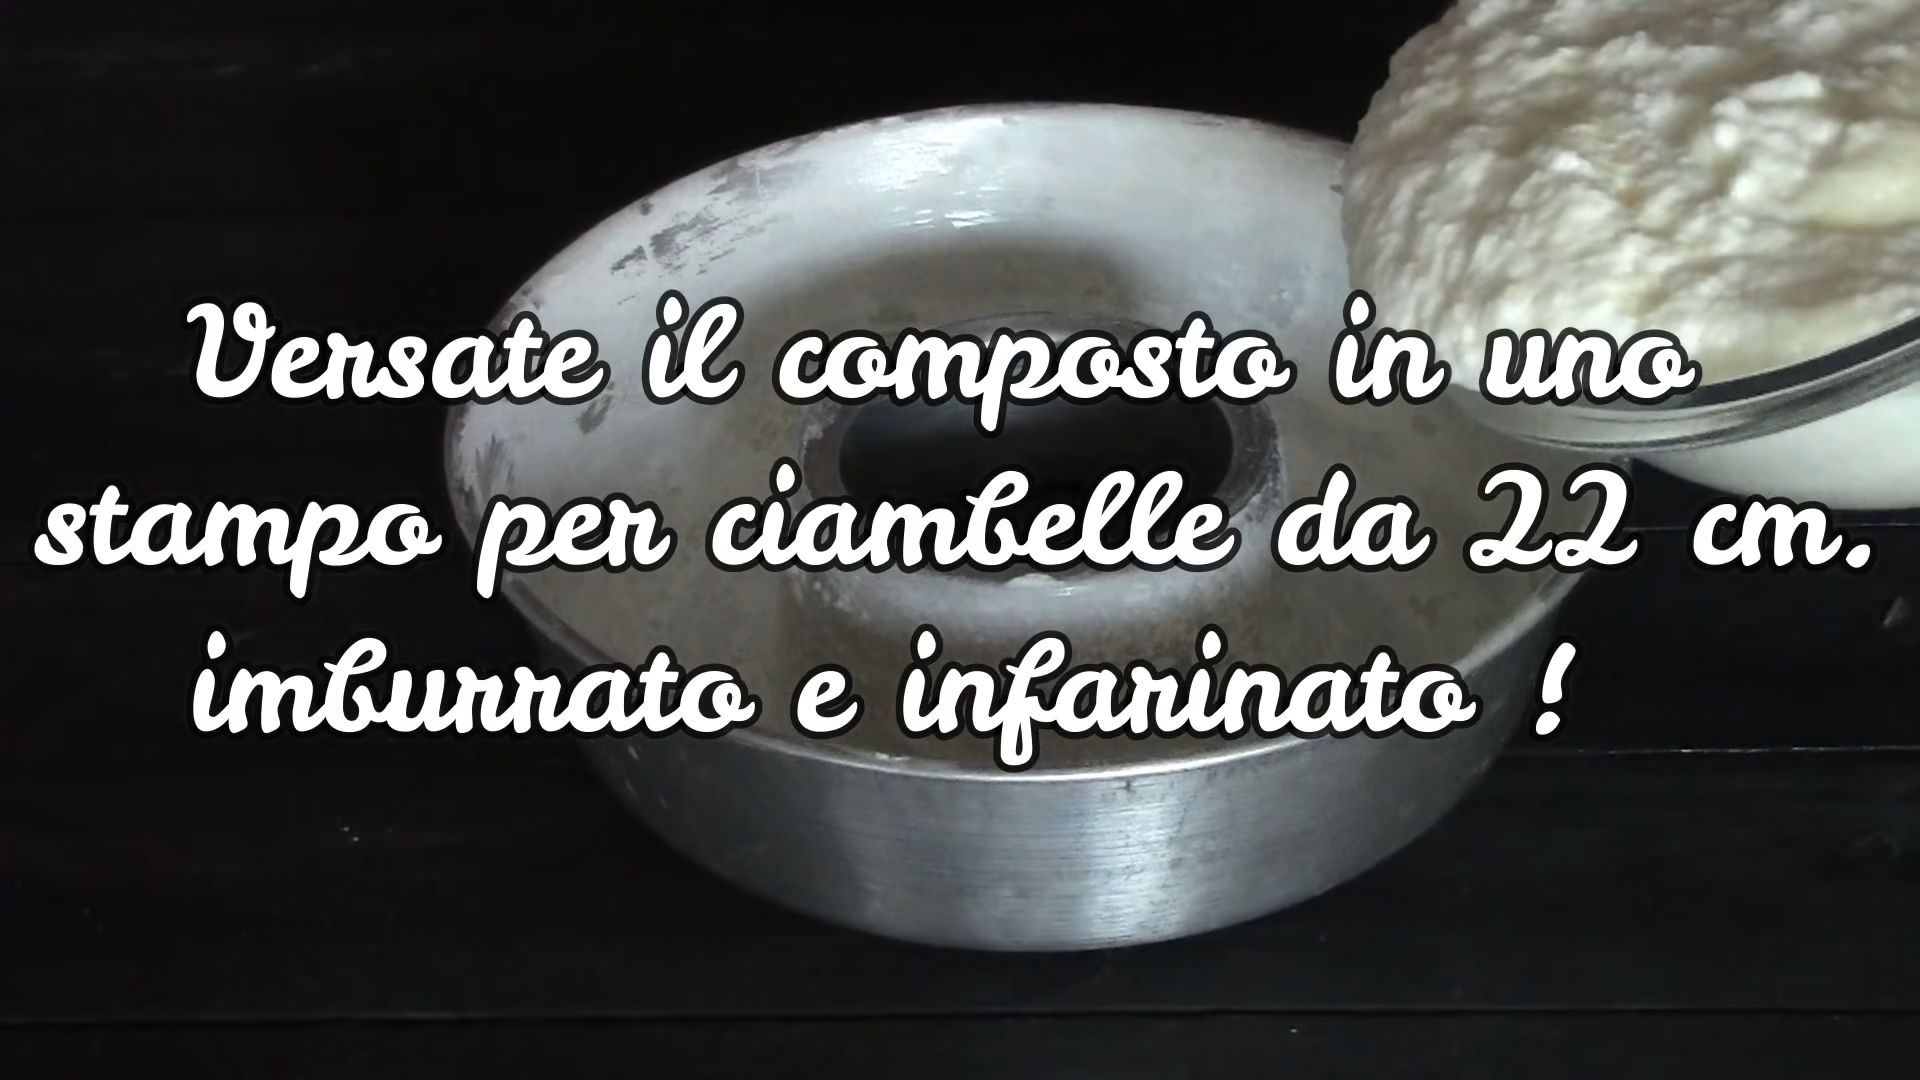 Versate il composto in uno
stampo per ciambelle da 22 cm.
imburrato e infarinato !